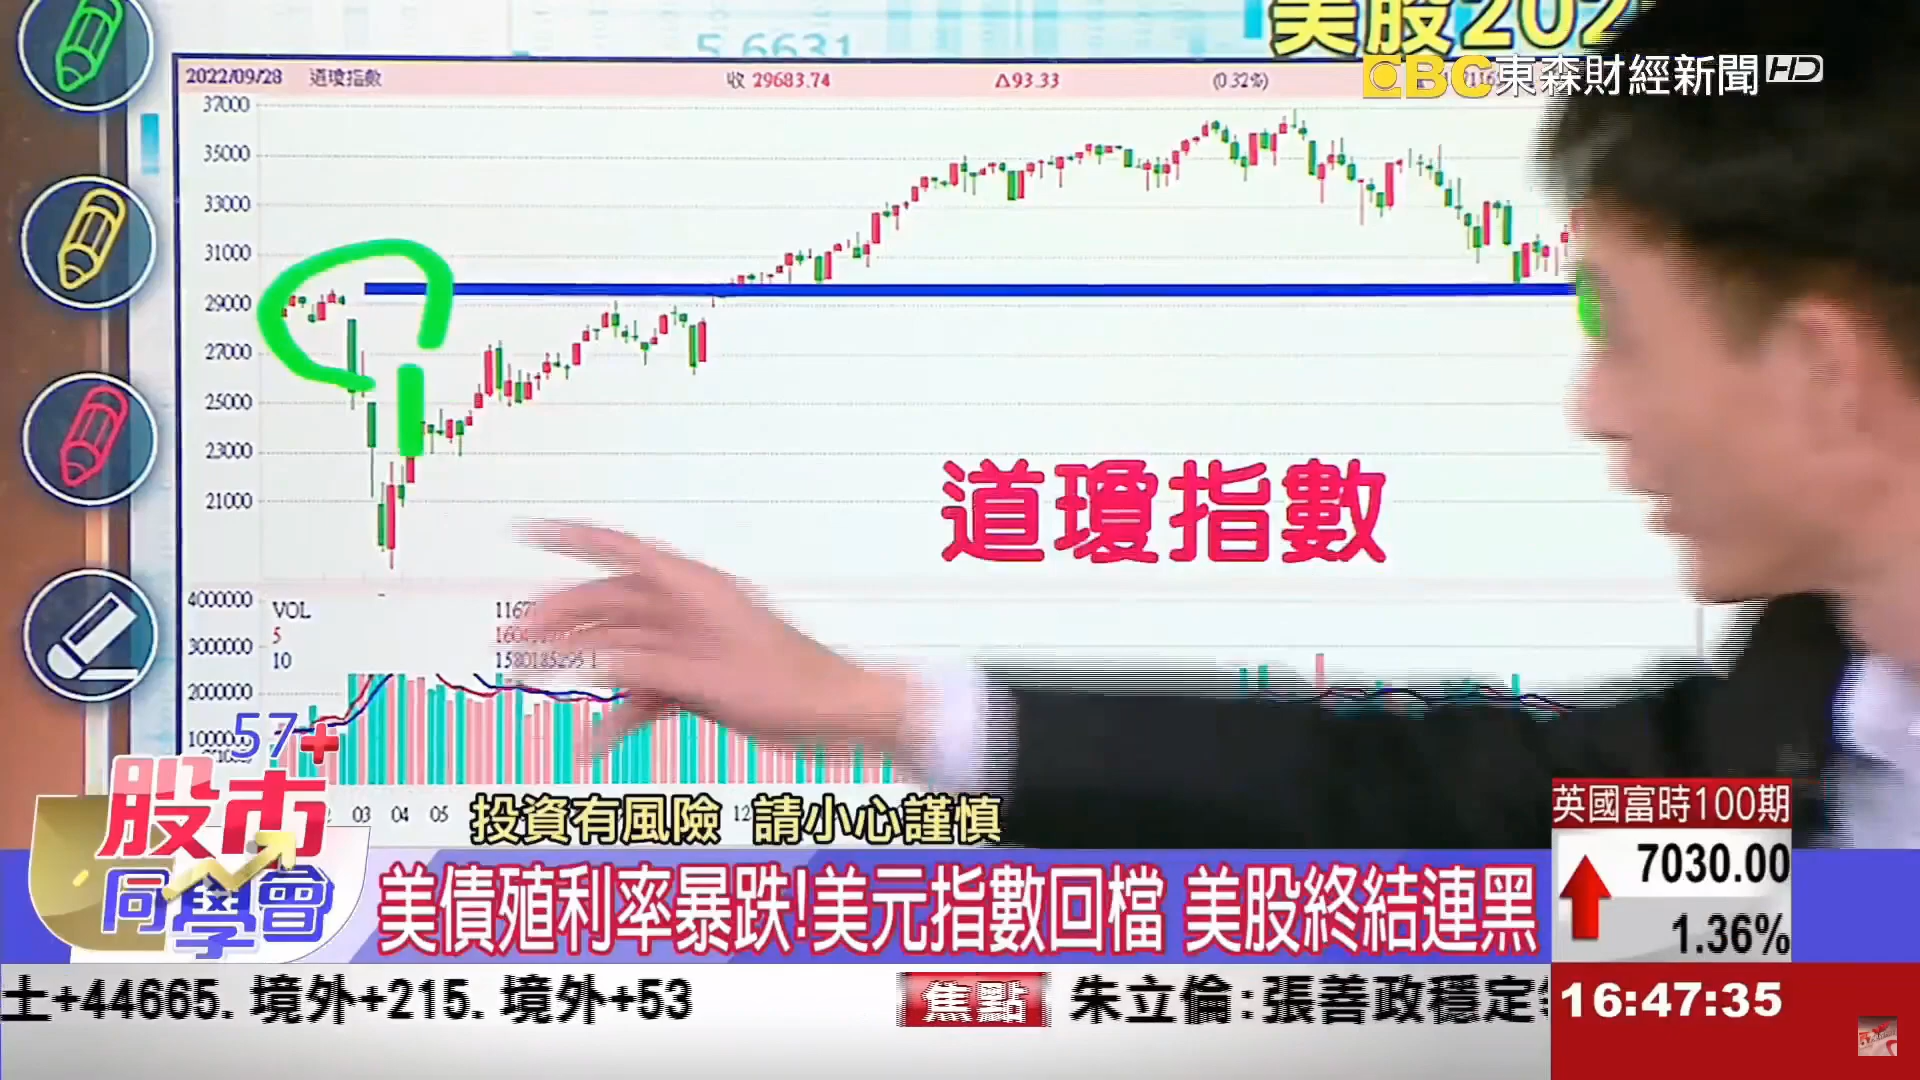 美股202
5.6631
EBC東森財經新聞HD
2022/09/28 道瓊指數 收 29683.74 △93.33 (0.32%)
37000
35000
33000
31000
29000
27000
25000
23000
21000
道瓊指數
4000000
3000000
2000000
VOL
5
10
03 04 05
57+
股市
同學會
投資有風險 請小心謹慎
英國富時100期
7030.00
1.36%
美債殖利率暴跌!美元指數回檔 美股終結連黑
土+44665.境外+215.境外+53
焦點 朱立倫:張善政穩定
16:47:35